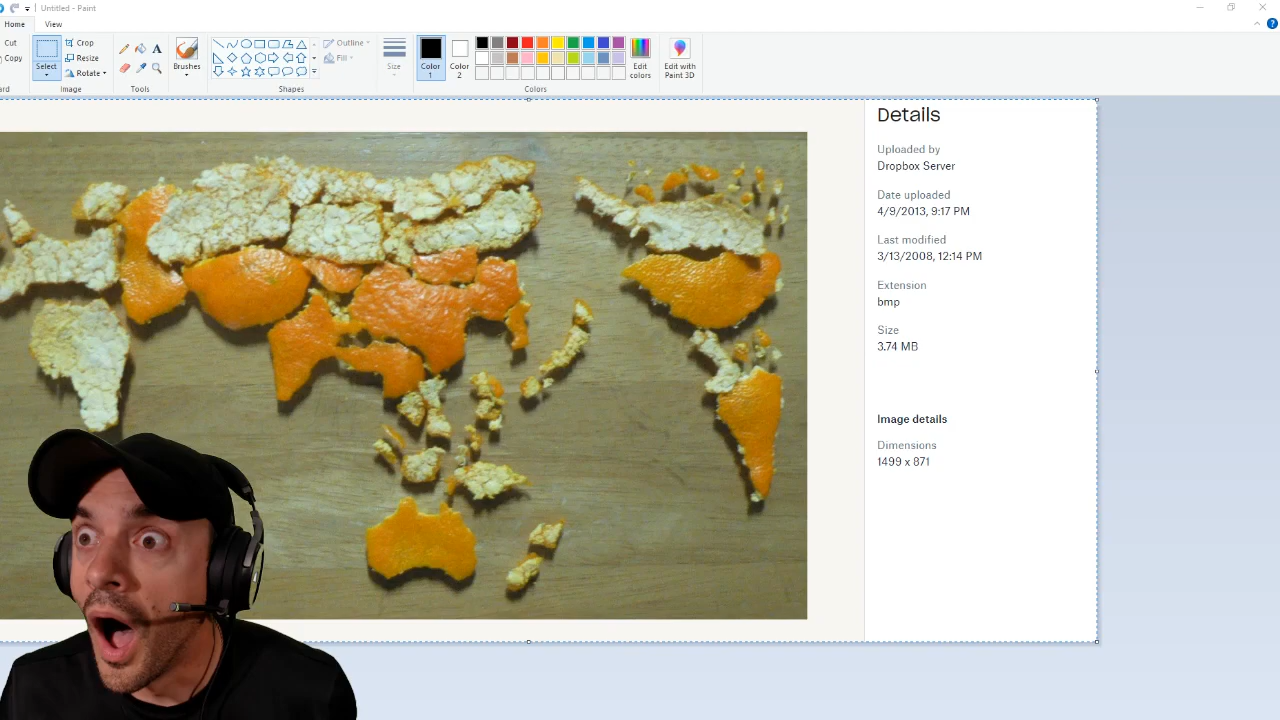 Untitled - Paint
Home View
Cut
Copy
Select
Crop
Resize
Rotate
A
Brushes
Outline
Fill
Size
Color 1
Color 2
Edit colors
Edit with Paint 3D
ard
Image
Tools
Shapes
Colors
Details
Uploaded by
Dropbox Server
Date uploaded
4/9/2013, 9:17 PM
Last modified
3/13/2008, 12:14 PM
Extension
bmp
Size
3.74 MB
Image details
Dimensions
1499 x 871